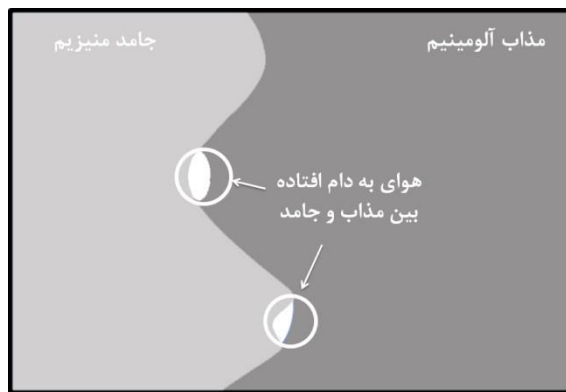 مذاب آلومینیم
جامد منیزیم
هوای به دام افتاده
بین مذاب و جامد